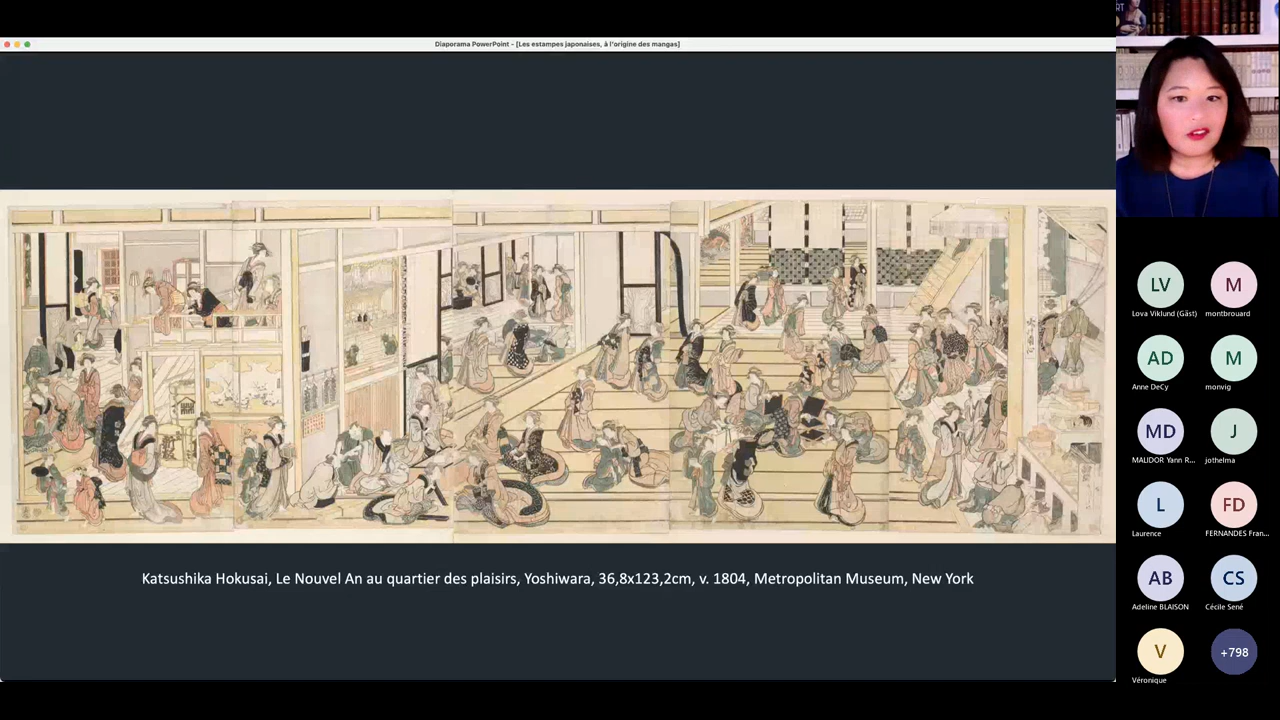 Diaporama PowerPoint - [Les estampes japonaises, à l'origine des mangas]
Katsushika Hokusai, Le Nouvel An au quartier des plaisirs, Yoshiwara, 36,8x123,2cm, v. 1804, Metropolitan Museum, New York
LV
Lova Viklund (Gäst)
M
montbrouard
AD
Anne DeCy
M
monvig
MD
MALIDOR Yann R...
J
jothelma
L
Laurence
FD
FERNANDES Fran...
AB
Adeline BLAISON
CS
Cécile Sené
V
Véronique
+798